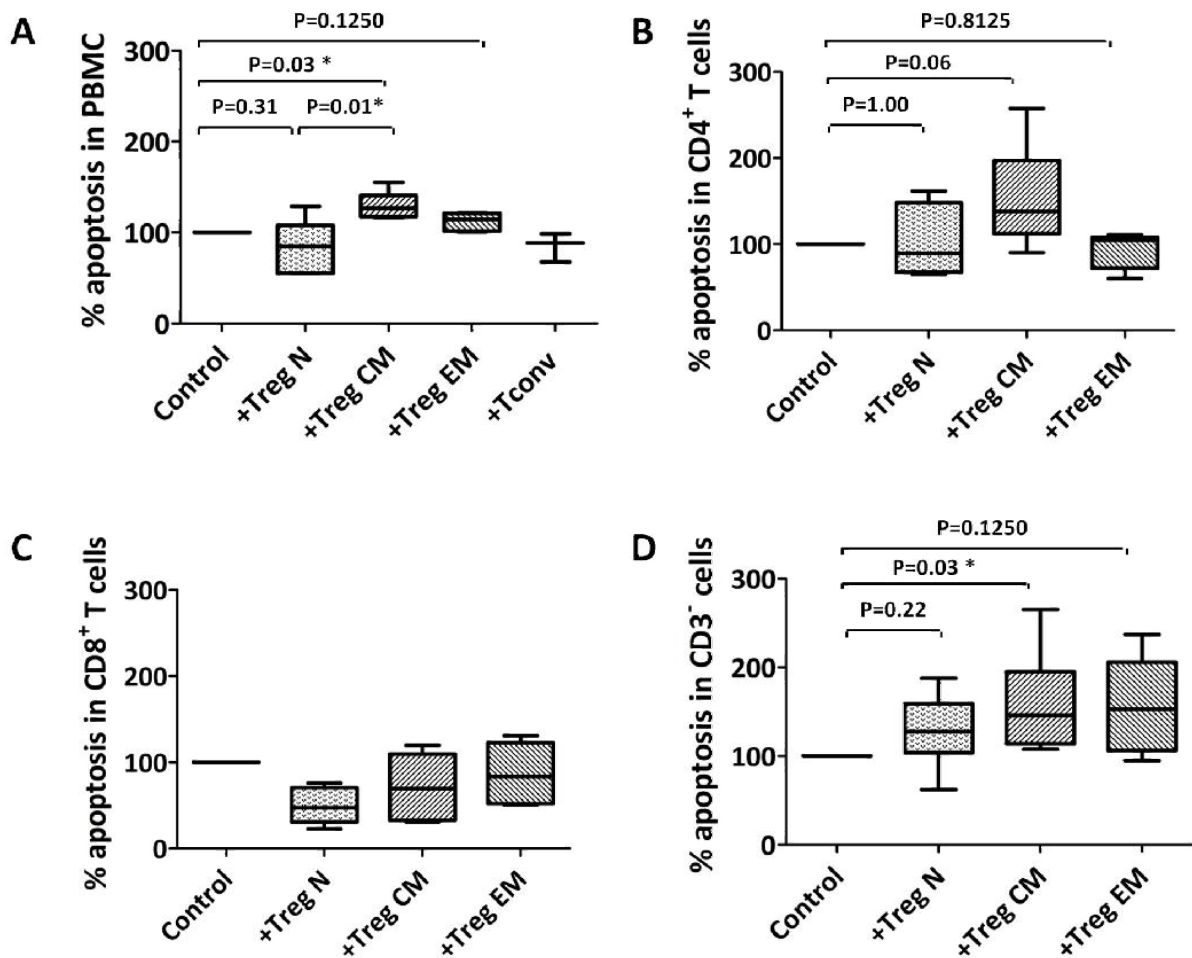 A
% apoptosis in PBMC
300
200
100
0
P=0.1250
P=0.03 *
P=0.31
P=0.01*
Control
+Treg N
+Treg CM
+Treg EM
+Tconv
B
% apoptosis in CD4⁺ T cells
300
200
100
0
P=0.8125
P=0.06
P=1.00
Control
+Treg N
+Treg CM
+Treg EM
C
% apoptosis in CD8⁺ T cells
300
200
100
0
Control
+Treg N
+Treg CM
+Treg EM
D
% apoptosis in CD3⁻ cells
300
200
100
0
P=0.1250
P=0.03 *
P=0.22
Control
+Treg N
+Treg CM
+Treg EM